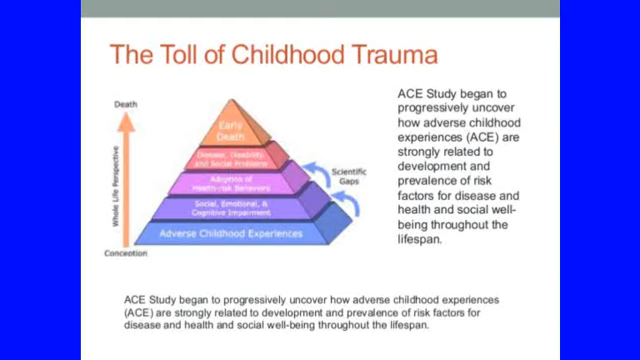 The Toll of Childhood Trauma
Death
Whole Life Perspective
Conception
Early
Death
Disease, Disability,
and Social Problems
Adoption of
Health-risk Behaviors
Social, Emotional, &
Cognitive Impairment
Adverse Childhood Experiences
Scientific
Gaps
ACE Study began to
progressively uncover
how adverse childhood
experiences (ACE) are
strongly related to
development and
prevalence of risk
factors for disease and
health and social well-
being throughout the
lifespan.
ACE Study began to progressively uncover how adverse childhood experiences
(ACE) are strongly related to development and prevalence of risk factors for
disease and health and social well-being throughout the lifespan.